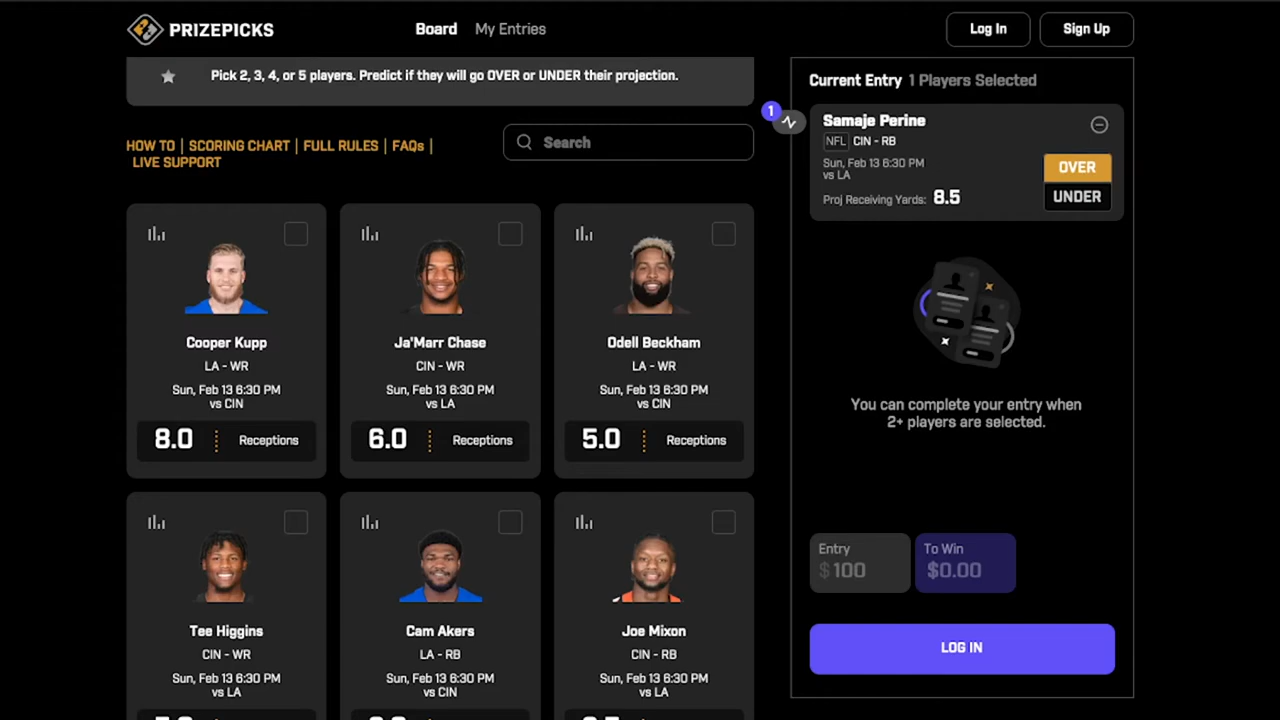 PRIZEPICKS
Board
My Entries
Log In
Sign Up
Pick 2, 3, 4, or 5 players. Predict if they will go OVER or UNDER their projection.
HOW TO | SCORING CHART | FULL RULES | FAQs |
LIVE SUPPORT
Search
Cooper Kupp
LA - WR
Sun, Feb 13 6:30 PM
vs CIN
8.0 Receptions
Ja'Marr Chase
CIN - WR
Sun, Feb 13 6:30 PM
vs LA
6.0 Receptions
Odell Beckham
LA - WR
Sun, Feb 13 6:30 PM
vs CIN
5.0 Receptions
Tee Higgins
CIN - WR
Sun, Feb 13 6:30 PM
vs LA
Cam Akers
LA - RB
Sun, Feb 13 6:30 PM
vs CIN
Joe Mixon
CIN - RB
Sun, Feb 13 6:30 PM
vs LA
Current Entry 1 Players Selected
1
Samaje Perine
NFL CIN - RB
Sun, Feb 13 6:30 PM
vs LA
Proj Receiving Yards: 8.5
OVER
UNDER
You can complete your entry when
2+ players are selected.
Entry
$100
To Win
$0.00
LOG IN